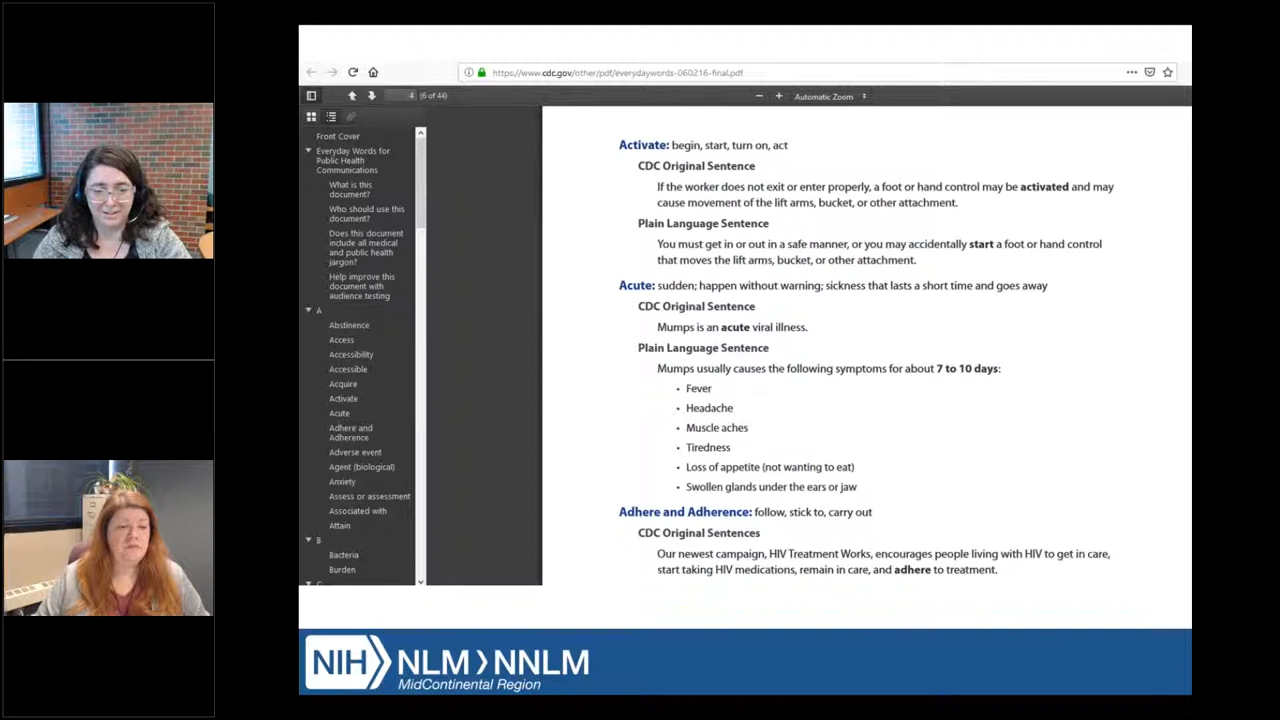 https://www.cdc.gov/other/pdf/everydaywords-060216-final.pdf
4 (6 of 44)
Automatic Zoom
Front Cover
Everyday Words for
Public Health
Communications
What is this
document?
Who should use this
document?
Does this document
include all medical
and public health
jargon?
Help improve this
document with
audience testing
A
Abstinence
Access
Accessibility
Accessible
Acquire
Activate
Acute
Adhere and
Adherence
Adverse event
Agent (biological)
Anxiety
Assess or assessment
Associated with
Attain
B
Bacteria
Burden
Activate: begin, start, turn on, act
CDC Original Sentence
If the worker does not exit or enter properly, a foot or hand control may be activated and may
cause movement of the lift arms, bucket, or other attachment.
Plain Language Sentence
You must get in or out in a safe manner, or you may accidentally start a foot or hand control
that moves the lift arms, bucket, or other attachment.
Acute: sudden; happen without warning; sickness that lasts a short time and goes away
CDC Original Sentence
Mumps is an acute viral illness.
Plain Language Sentence
Mumps usually causes the following symptoms for about 7 to 10 days:
• Fever
• Headache
• Muscle aches
• Tiredness
• Loss of appetite (not wanting to eat)
• Swollen glands under the ears or jaw
Adhere and Adherence: follow, stick to, carry out
CDC Original Sentences
Our newest campaign, HIV Treatment Works, encourages people living with HIV to get in care,
start taking HIV medications, remain in care, and adhere to treatment.
NIH NLM NNLM
MidContinental Region